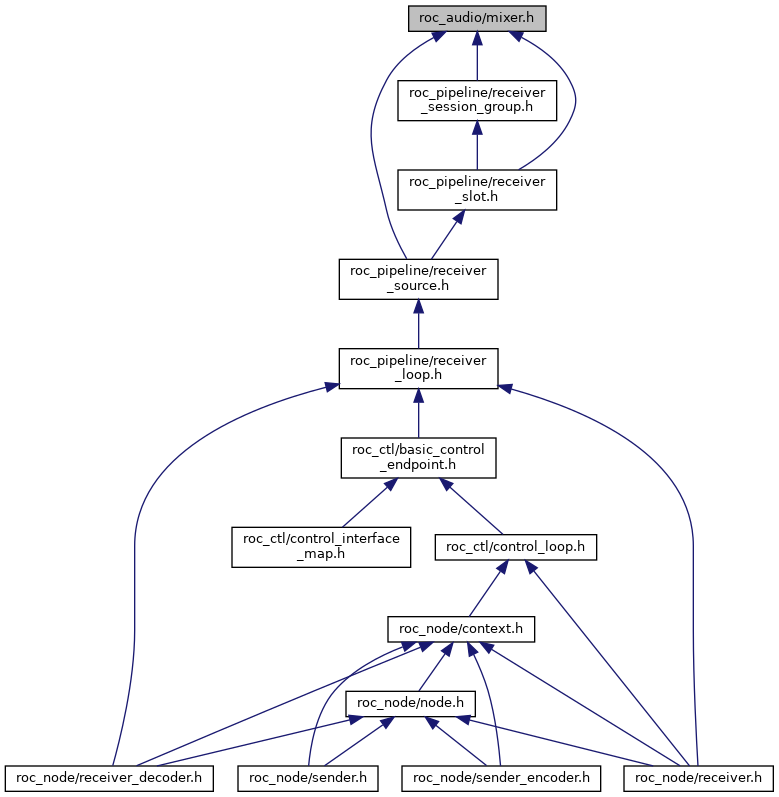 roc_audio/mixer.h
roc_pipeline/receiver
_session_group.h
roc_pipeline/receiver
_slot.h
roc_pipeline/receiver
_source.h
roc_pipeline/receiver
_loop.h
roc_ctl/basic_control
_endpoint.h
roc_ctl/control_interface
_map.h
roc_ctl/control_loop.h
roc_node/context.h
roc_node/node.h
roc_node/receiver_decoder.h
roc_node/sender.h
roc_node/sender_encoder.h
roc_node/receiver.h